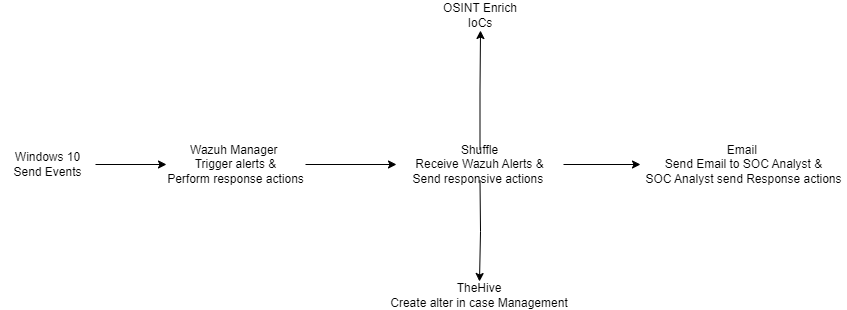 OSINT Enrich
IoCs
Windows 10
Send Events
Wazuh Manager
Trigger alerts &
Perform response actions
Shuffle
Receive Wazuh Alerts &
Send responsive actions
Email
Send Email to SOC Analyst &
SOC Analyst send Response actions
TheHive
Create alter in case Management